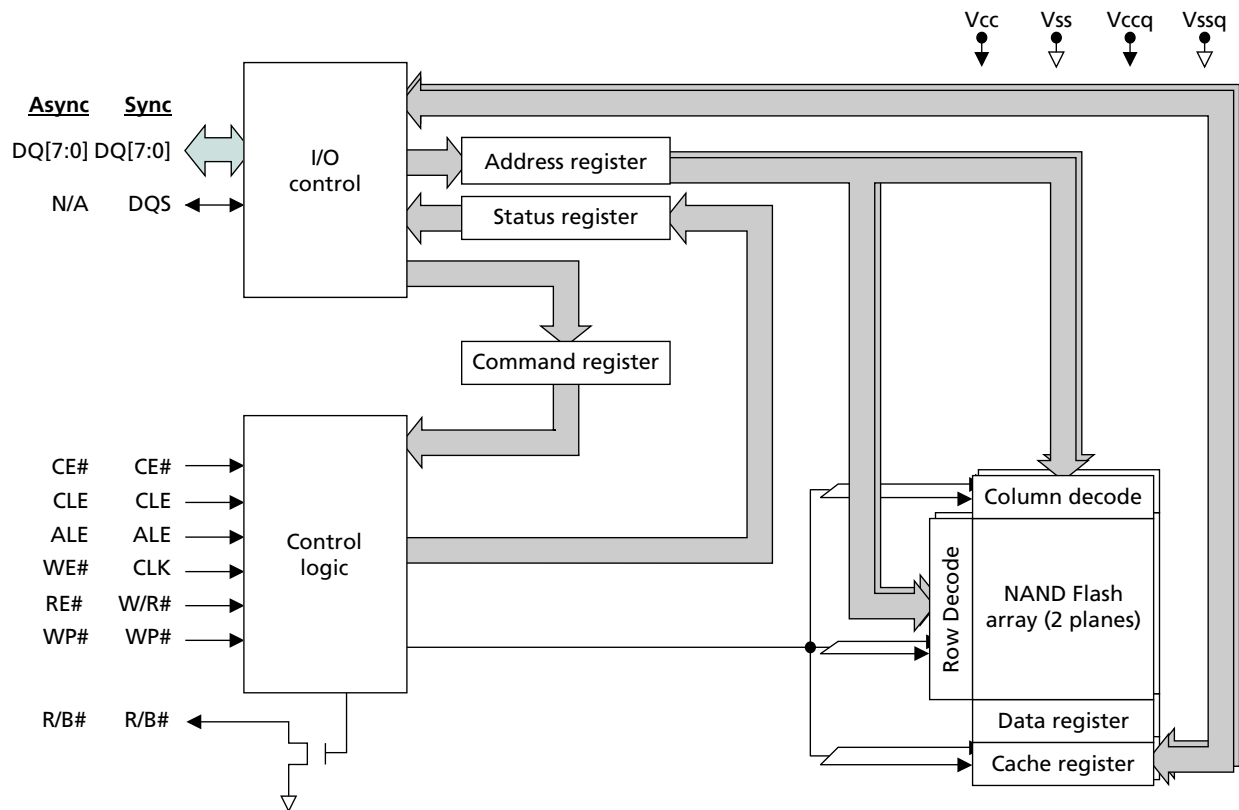 Vcc Vss Vccq Vssq
Async Sync
DQ[7:0] DQ[7:0]
N/A DQS
I/O
control
Address register
Status register
Command register
CE# CE#
CLE CLE
ALE ALE
WE# CLK
RE# W/R#
WP# WP#
R/B# R/B#
Control
logic
Column decode
Row Decode
NAND Flash
array (2 planes)
Data register
Cache register